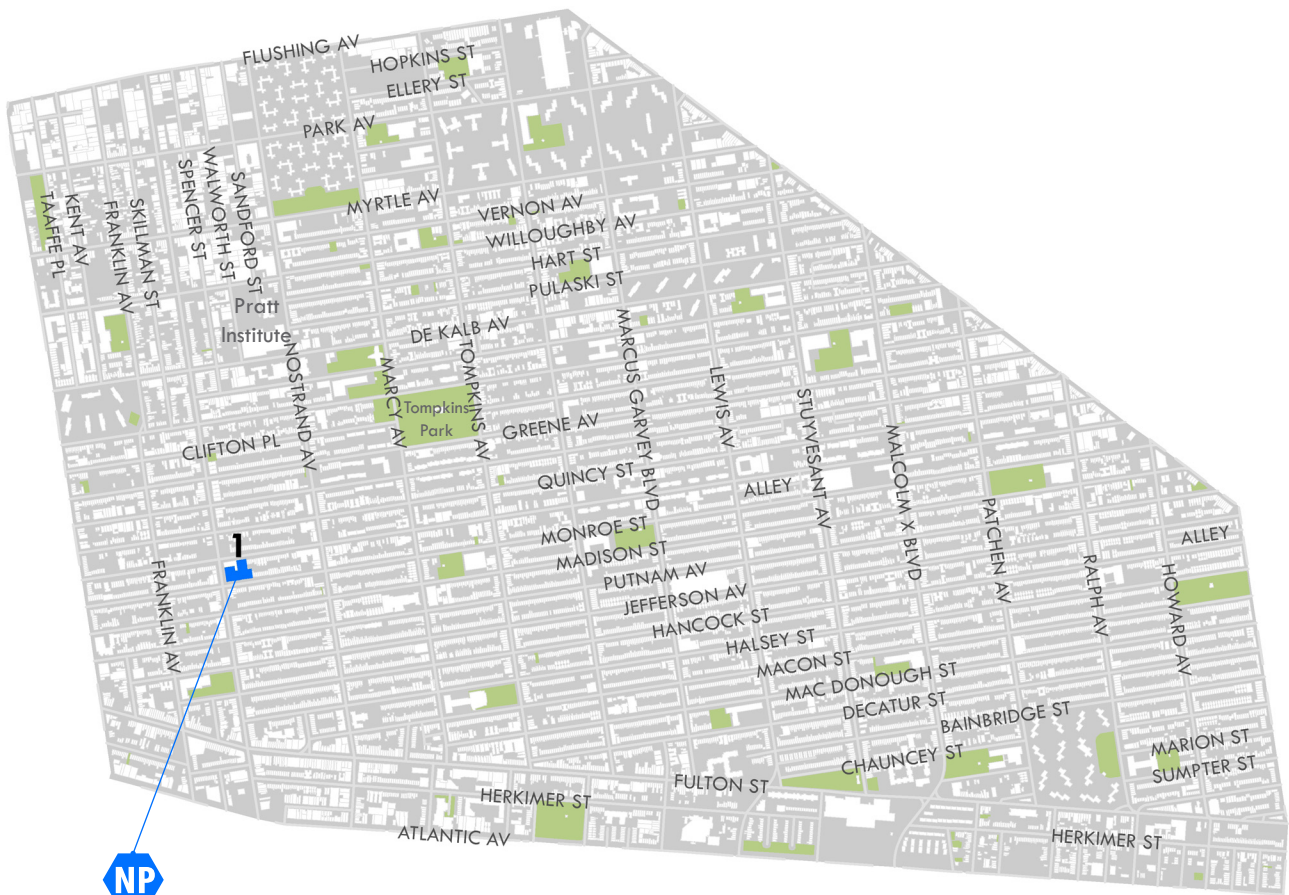 FLUSHING AV
HOPKINS ST
ELLERY ST
PARK AV
MYRTLE AV
VERNON AV
WILLOUGHBY AV
HART ST
PULASKI ST
TAAFFE PL
KENT AV
FRANKLIN AV
SKILLMAN ST
SPENCER ST
WALWORTH ST
SANDFORD ST
Pratt
Institute
DE KALB AV
NOSTRAND AV
MARCY AV
TOMPKINS AV
Tompkins
Park
MARCUS GARVEY BLVD
LEWIS AV
STUYVESANT AV
MALCOLM X BLVD
PATCHEN AV
RALPH AV
HOWARD AV
CLIFTON PL
GREENE AV
QUINCY ST
ALLEY
ALLEY
MONROE ST
MADISON ST
PUTNAM AV
JEFFERSON AV
HANCOCK ST
HALSEY ST
MACON ST
MAC DONOUGH ST
DECATUR ST
BAINBRIDGE ST
CHAUNCEY ST
MARION ST
SUMPTER ST
1
FRANKLIN AV
FULTON ST
HERKIMER ST
ATLANTIC AV
HERKIMER ST
NP